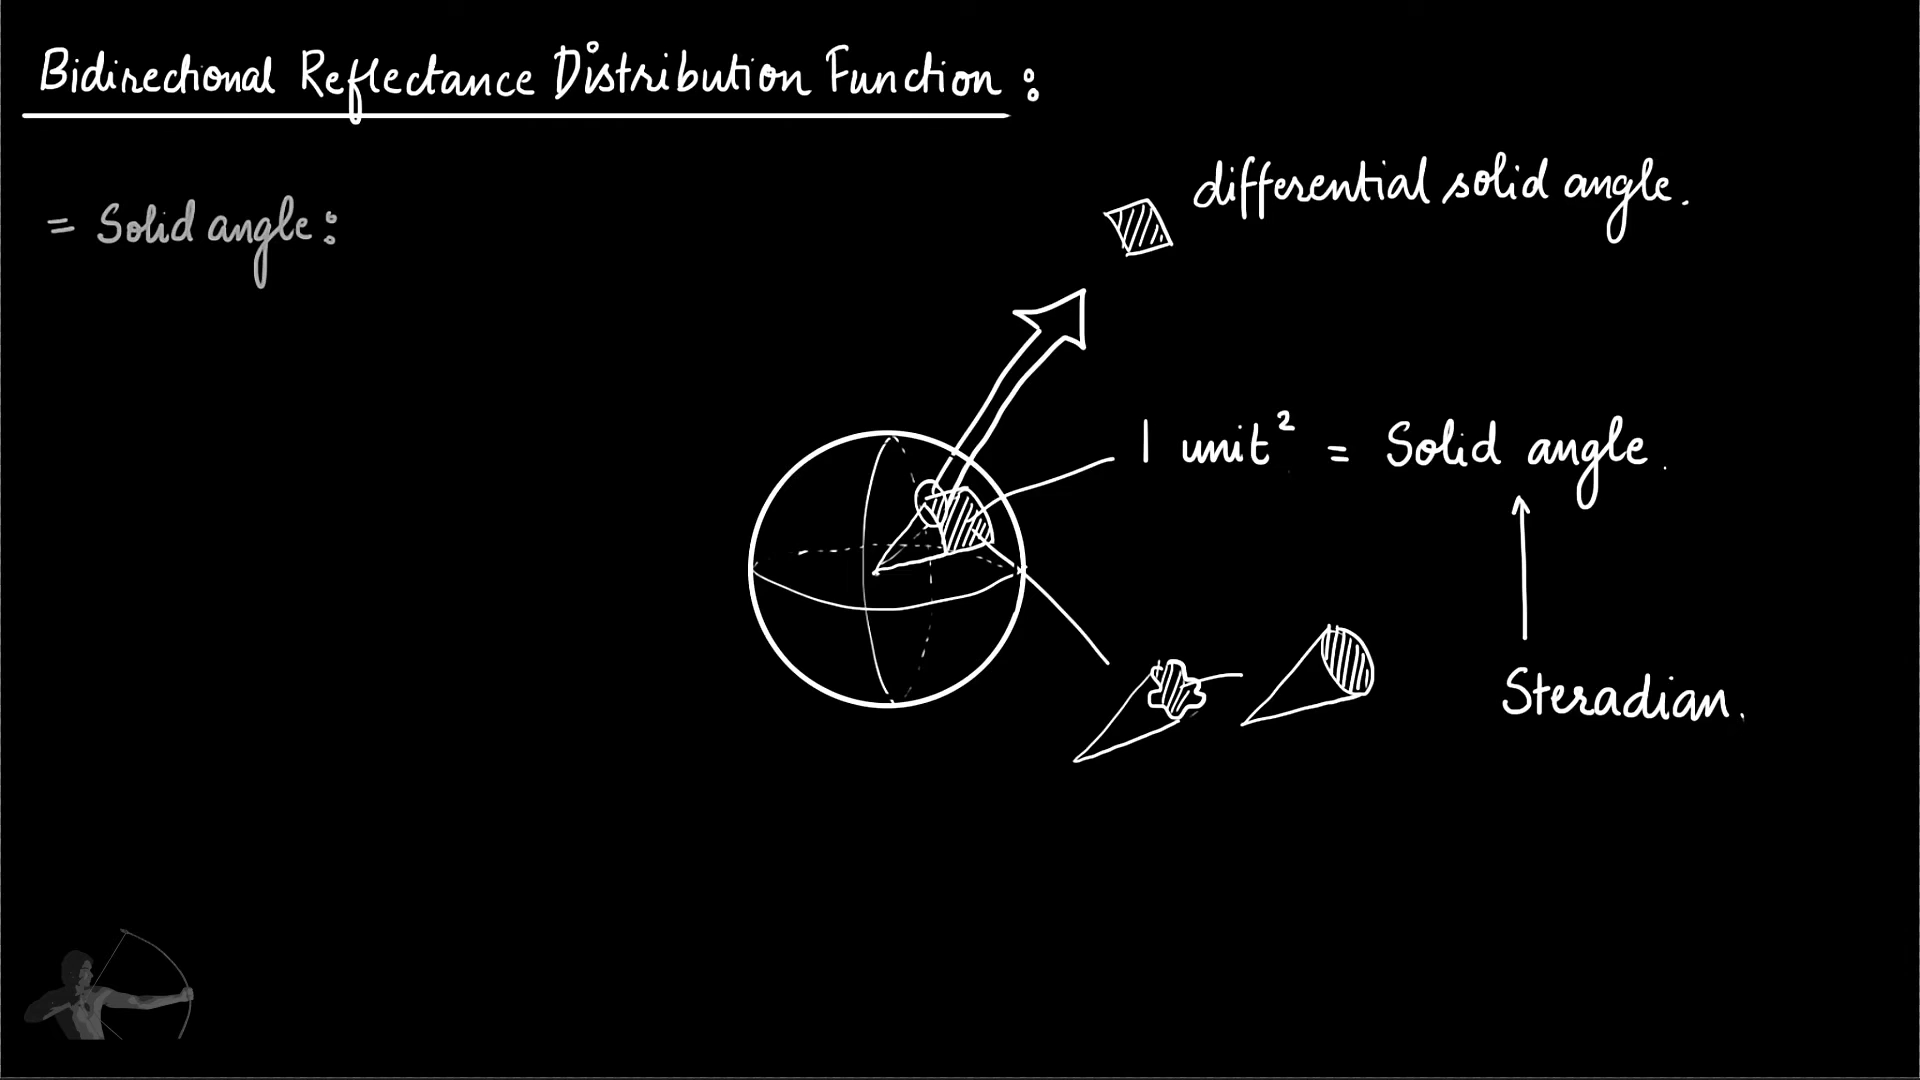 Bidirectional Reflectance Distribution Function :
differential solid angle.
= Solid angle :
1 unit² = Solid angle.
Steradian.